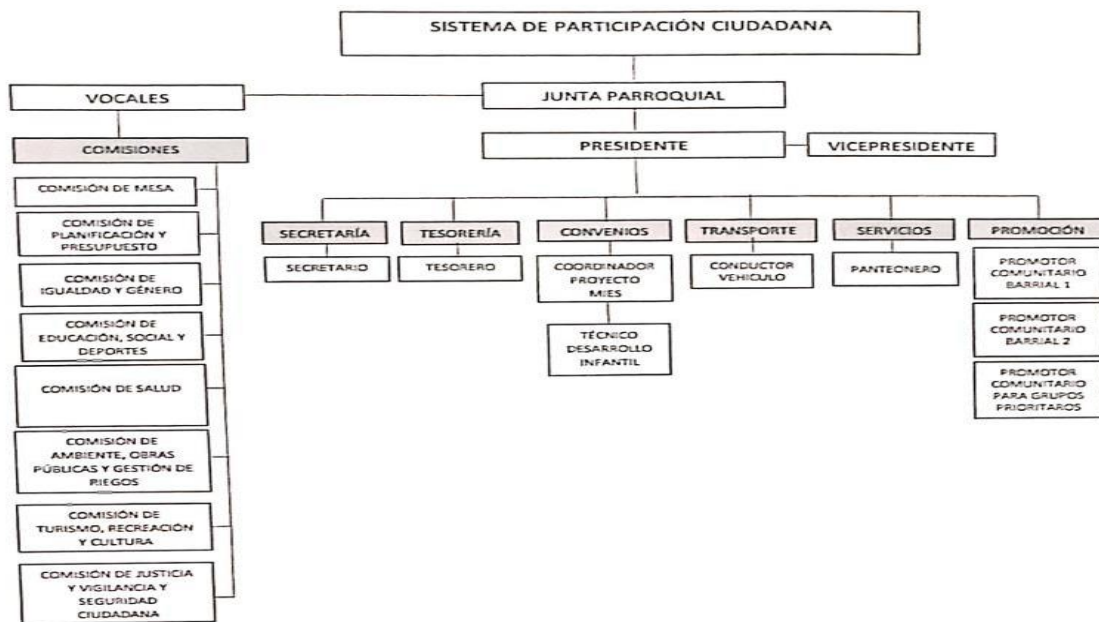 SISTEMA DE PARTICIPACIÓN CIUDADANA
VOCALES
JUNTA PARROQUIAL
COMISIONES
PRESIDENTE
VICEPRESIDENTE
COMISIÓN DE MESA
COMISIÓN DE
PLANIFICACIÓN Y
PRESUPUESTO
COMISIÓN DE
IGUALDAD Y GÉNERO
COMISIÓN DE
EDUCACIÓN, SOCIAL Y
DEPORTES
COMISIÓN DE SALUD
COMISIÓN DE
AMBIENTE, OBRAS
PÚBLICAS Y GESTIÓN DE
RIEGOS
COMISIÓN DE
TURISMO, RECREACIÓN
Y CULTURA
COMISIÓN DE JUSTICIA
Y VIGILANCIA Y
SEGURIDAD
CIUDADANA
SECRETARÍA
SECRETARIO
TESORERÍA
TESORERO
CONVENIOS
COORDINADOR
PROYECTO
MIES
TÉCNICO
DESARROLLO
INFANTIL
TRANSPORTE
CONDUCTOR
VEHICULO
SERVICIOS
PANTEONERO
PROMOCIÓN
PROMOTOR
COMUNITARIO
BARRIAL 1
PROMOTOR
COMUNITARIO
BARRIAL 2
PROMOTOR
COMUNITARIO
PARA GRUPOS
PRIORITAROS